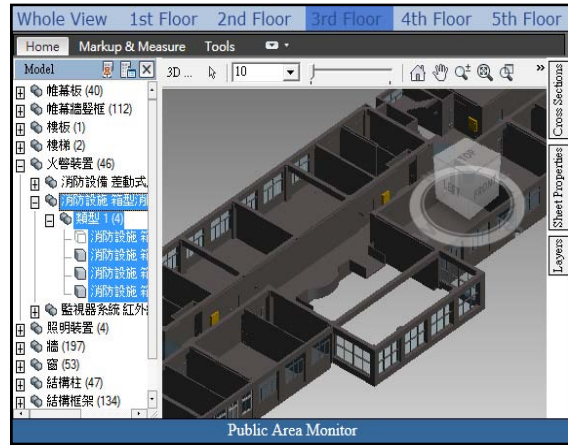 Whole View 1st Floor 2nd Floor 3rd Floor 4th Floor 5th Floor
Home Markup & Measure Tools
Model
3D ... 10 »
帷幕板 (40)
帷幕牆豎框 (112)
樓板 (1)
樓梯 (2)
火警裝置 (46)
消防設備 差動式
消防設施 箱型消
類型 1 (4)
消防設施 箱
消防設施 箱
消防設施 箱
消防設施 箱
監視器系統 紅外
照明裝置 (4)
牆 (197)
窗 (53)
結構柱 (47)
結構框架 (134)
TOP
LEFT FRONT
Cross Sections
Sheet Properties
Layers
Public Area Monitor